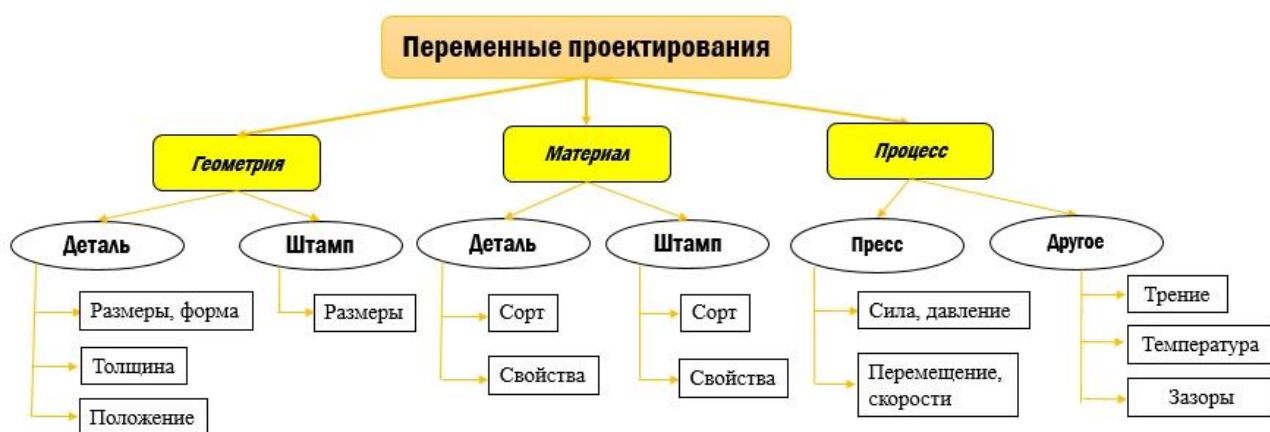 Переменные проектирования
Геометрия
Материал
Процесс
Деталь
Штамп
Деталь
Штамп
Пресс
Другое
Размеры, форма
Толщина
Положение
Размеры
Сорт
Свойства
Сорт
Свойства
Сила, давление
Перемещение,
скорости
Трение
Температура
Зазоры